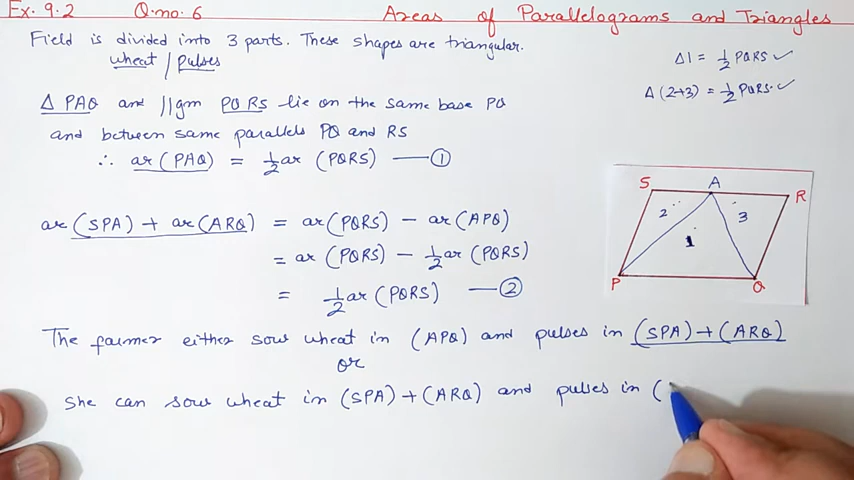 Ex. 9.2 Q.no. 6 Areas of Parallelograms and Triangles
Field is divided into 3 parts. These shapes are triangular.
wheat / pulses
Δ1 = 1/2 PQRS ✓
Δ(2+3) = 1/2 PQRS. ✓
Δ PAQ and ||gm PQRS lie on the same base PQ
and between same parallels PQ and RS
∴ ar(PAQ) = 1/2 ar (PQRS) —— ①
S A R
2 3
1
P Q
ar(SPA) + ar(ARQ) = ar(PQRS) - ar(APQ)
= ar(PQRS) - 1/2 ar(PQRS)
= 1/2 ar(PQRS) —— ②
The farmer either sow wheat in (APQ) and pulses in (SPA)+(ARQ)
or
She can sow wheat in (SPA)+(ARQ) and pulses in (